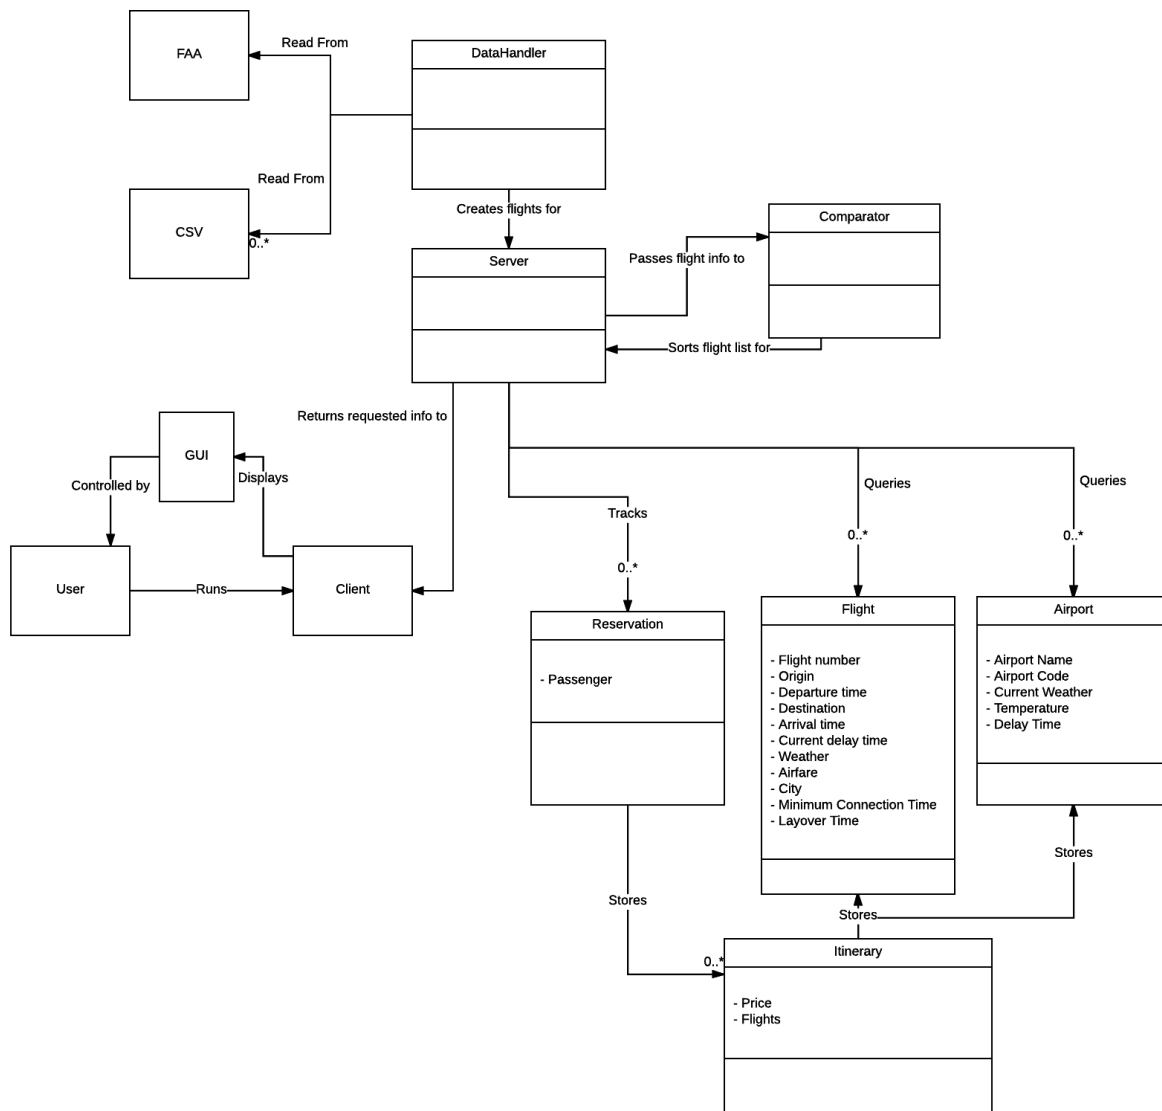 FAA
Read From
DataHandler
Read From
CSV
0..*
Creates flights for
Comparator
Server
Passes flight info to
Sorts flight list for
Returns requested info to
GUI
Controlled by
Displays
Queries
Queries
Tracks
0..*
0..*
0..*
User
Runs
Client
Reservation
- Passenger
Flight
- Flight number
- Origin
- Departure time
- Destination
- Arrival time
- Current delay time
- Weather
- Airfare
- City
- Minimum Connection Time
- Layover Time
Airport
- Airport Name
- Airport Code
- Current Weather
- Temperature
- Delay Time
Stores
Stores
Stores
0..*
Itinerary
- Price
- Flights